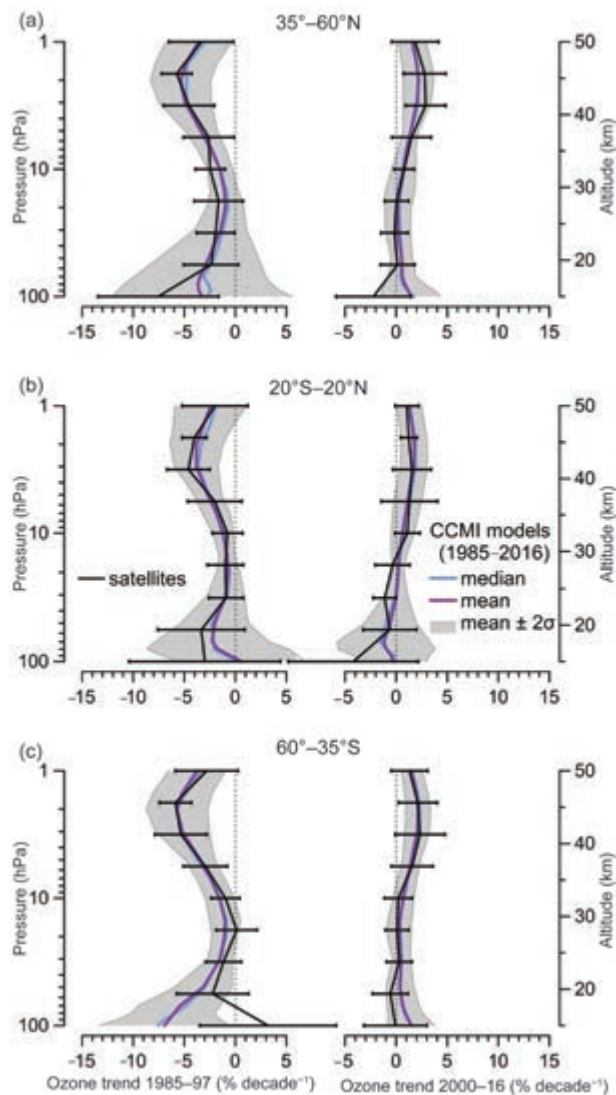 (a) 35°–60°N
1 50
40
10 30
20
100
Pressure (hPa)
Altitude (km)
−15 −10 −5 0 5 −5 0 5 10 15
(b) 20°S–20°N
1 50
40
10 30
20
100
Pressure (hPa)
Altitude (km)
satellites
CCMI models
(1985–2016)
median
mean
mean ± 2σ
−15 −10 −5 0 5 −5 0 5 10 15
(c) 60°–35°S
1 50
40
10 30
20
100
Pressure (hPa)
Altitude (km)
−15 −10 −5 0 5 −5 0 5 10 15
Ozone trend 1985–97 (% decade⁻¹) Ozone trend 2000–16 (% decade⁻¹)